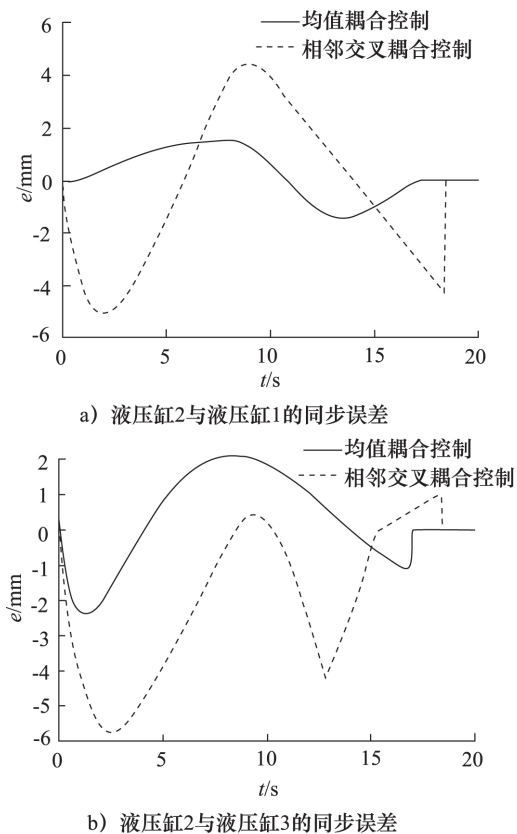 均值耦合控制
相邻交叉耦合控制
6
4
2
0
-2
-4
-6
e/mm
0 5 10 15 20
t/s
a）液压缸2与液压缸1的同步误差
均值耦合控制
相邻交叉耦合控制
2
1
0
-1
-2
-3
-4
-5
-6
e/mm
0 5 10 15 20
t/s
b）液压缸2与液压缸3的同步误差